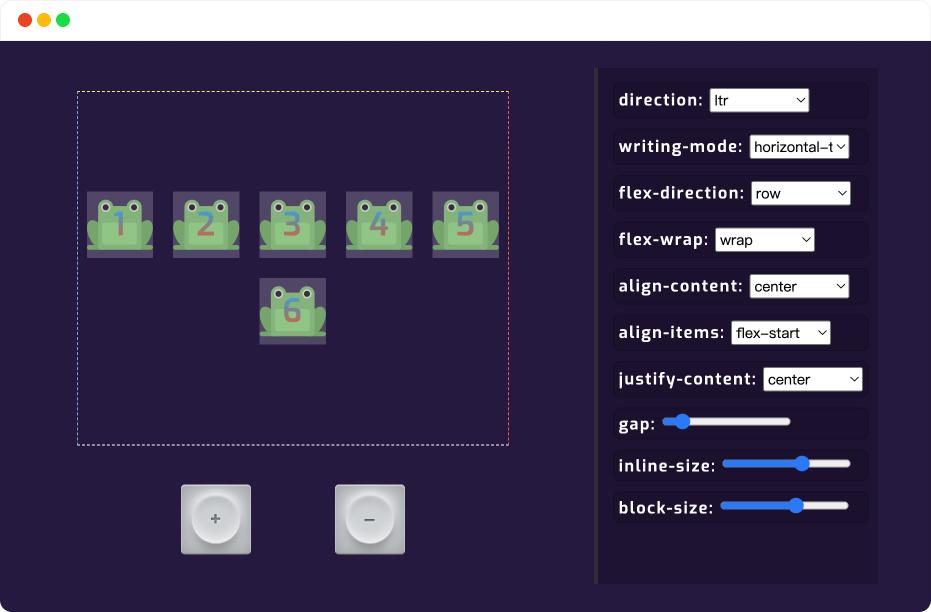 direction: ltr
writing-mode: horizontal-t
flex-direction: row
flex-wrap: wrap
align-content: center
align-items: flex-start
justify-content: center
gap:
inline-size:
block-size:
1 2 3 4 5
6
+ −